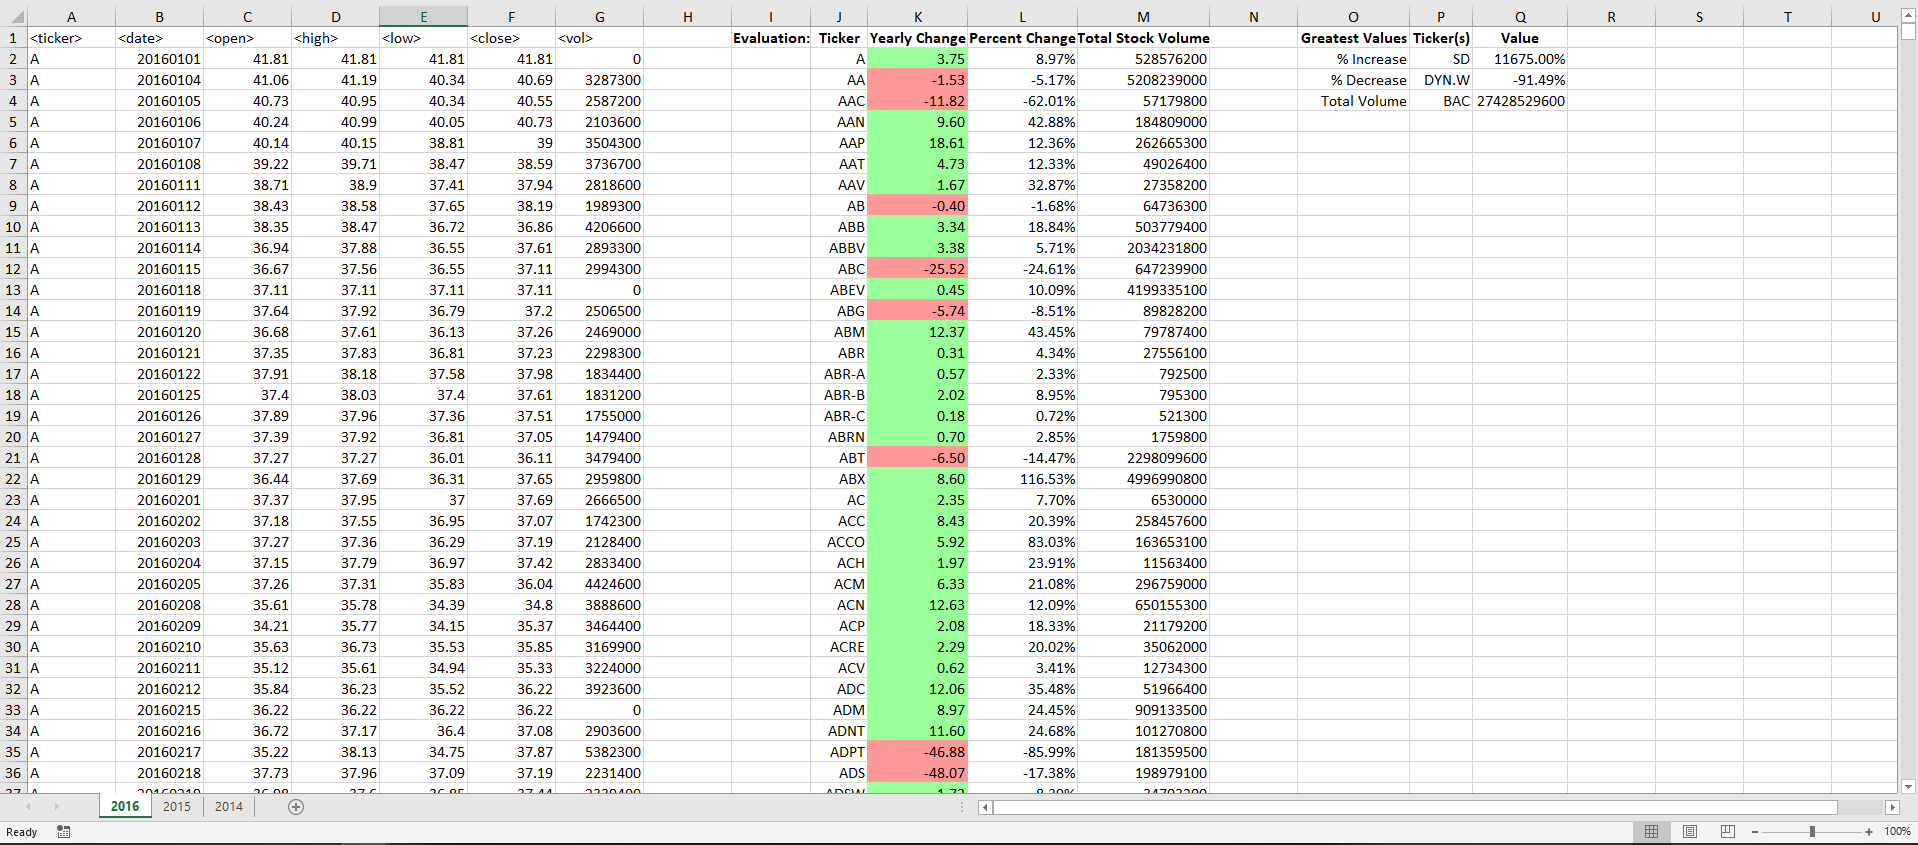 A B C D E F G H I J K L M N O P Q R S T U
1 <ticker> <date> <open> <high> <low> <close> <vol> Evaluation: Ticker Yearly Change Percent Change Total Stock Volume Greatest Values Ticker(s) Value
2 A 20160101 41.81 41.81 41.81 41.81 0 A 3.75 8.97% 528576200 % Increase SD 11675.00%
3 A 20160104 41.06 41.19 40.34 40.69 3287300 AA -1.53 -5.17% 5208239000 % Decrease DYN.W -91.49%
4 A 20160105 40.73 40.95 40.34 40.55 2587200 AAC -11.82 -62.01% 57179800 Total Volume BAC 27428529600
5 A 20160106 40.24 40.99 40.05 40.73 2103600 AAN 9.60 42.88% 184809000
6 A 20160107 40.14 40.15 38.81 39 3504300 AAP 18.61 12.36% 262665300
7 A 20160108 39.22 39.71 38.47 38.59 3736700 AAT 4.73 12.33% 49026400
8 A 20160111 38.71 38.9 37.41 37.94 2818600 AAV 1.67 32.87% 27358200
9 A 20160112 38.43 38.58 37.65 38.19 1989300 AB -0.40 -1.68% 64736300
10 A 20160113 38.35 38.47 36.72 36.86 4206600 ABB 3.34 18.84% 503779400
11 A 20160114 36.94 37.88 36.55 37.61 2893300 ABBV 3.38 5.71% 2034231800
12 A 20160115 36.67 37.56 36.55 37.11 2994300 ABC -25.52 -24.61% 647239900
13 A 20160118 37.11 37.11 37.11 37.11 0 ABEV 0.45 10.09% 4199335100
14 A 20160119 37.64 37.92 36.79 37.2 2506500 ABG -5.74 -8.51% 89828200
15 A 20160120 36.68 37.61 36.13 37.26 2469000 ABM 12.37 43.45% 79787400
16 A 20160121 37.35 37.83 36.81 37.23 2298300 ABR 0.31 4.34% 27556100
17 A 20160122 37.91 38.18 37.58 37.98 1834400 ABR-A 0.57 2.33% 792500
18 A 20160125 37.4 38.03 37.4 37.61 1831200 ABR-B 2.02 8.95% 795300
19 A 20160126 37.89 37.96 37.36 37.51 1755000 ABR-C 0.18 0.72% 521300
20 A 20160127 37.39 37.92 36.81 37.05 1479400 ABRN 0.70 2.85% 1759800
21 A 20160128 37.27 37.27 36.01 36.11 3479400 ABT -6.50 -14.47% 2298099600
22 A 20160129 36.44 37.69 36.31 37.65 2959800 ABX 8.60 116.53% 4996990800
23 A 20160201 37.37 37.95 37 37.69 2666500 AC 2.35 7.70% 6530000
24 A 20160202 37.18 37.55 36.95 37.07 1742300 ACC 8.43 20.39% 258457600
25 A 20160203 37.27 37.36 36.29 37.19 2128400 ACCO 5.92 83.03% 163653100
26 A 20160204 37.15 37.79 36.97 37.42 2833400 ACH 1.97 23.91% 11563400
27 A 20160205 37.26 37.31 35.83 36.04 4424600 ACM 6.33 21.08% 296759000
28 A 20160208 35.61 35.78 34.39 34.8 3888600 ACN 12.63 12.09% 650155300
29 A 20160209 34.21 35.77 34.15 35.37 3464400 ACP 2.08 18.33% 21179200
30 A 20160210 35.63 36.73 35.53 35.85 3169900 ACRE 2.29 20.02% 35062000
31 A 20160211 35.12 35.61 34.94 35.33 3224000 ACV 0.62 3.41% 12734300
32 A 20160212 35.84 36.23 35.52 36.22 3923600 ADC 12.06 35.48% 51966400
33 A 20160215 36.22 36.22 36.22 36.22 0 ADM 8.97 24.45% 909133500
34 A 20160216 36.72 37.17 36.4 37.08 2903600 ADNT 11.60 24.68% 101270800
35 A 20160217 35.22 38.13 34.75 37.87 5382300 ADPT -46.88 -85.99% 181359500
36 A 20160218 37.73 37.96 37.09 37.19 2231400 ADS -48.07 -17.38% 198979100
2016 2015 2014
Ready 100%